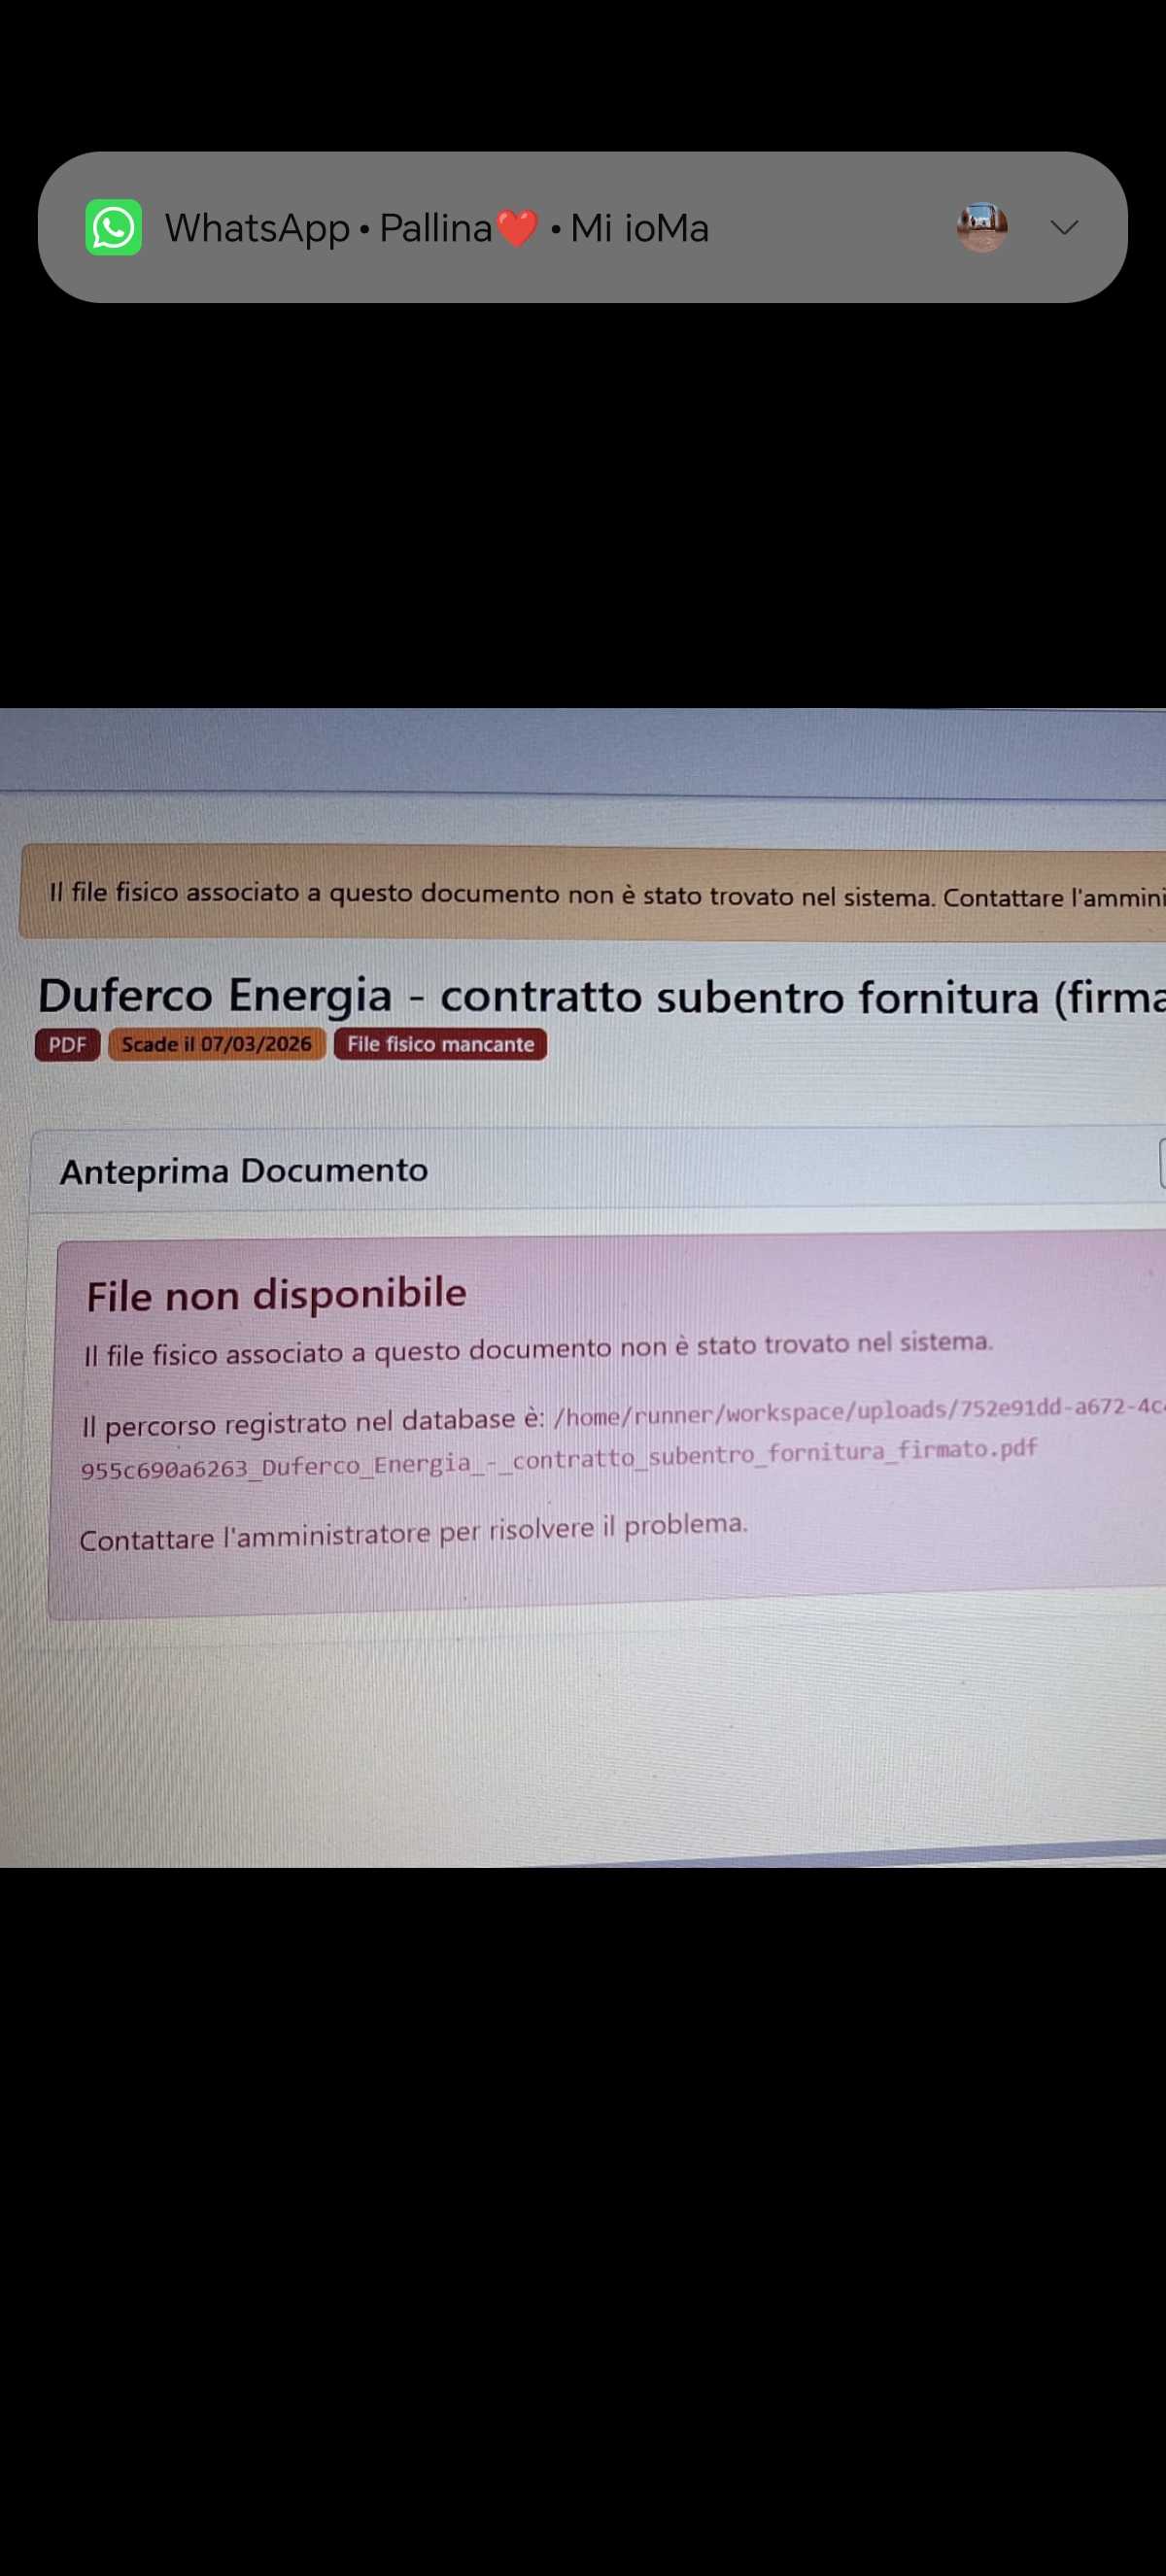 WhatsApp • Pallina❤️ • Mi ioMa
Il file fisico associato a questo documento non è stato trovato nel sistema. Contattare l'ammini
Duferco Energia - contratto subentro fornitura (firma
PDF Scade il 07/03/2026 File fisico mancante
Anteprima Documento
File non disponibile
Il file fisico associato a questo documento non è stato trovato nel sistema.
Il percorso registrato nel database è: /home/runner/workspace/uploads/752e91dd-a672-4c
955c690a6263_Duferco_Energia_-_contratto_subentro_fornitura_firmato.pdf
Contattare l'amministratore per risolvere il problema.